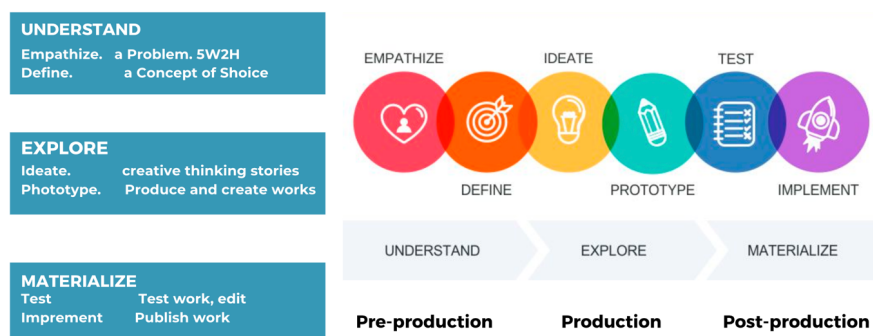 UNDERSTAND
Empathize. a Problem. 5W2H
Define. a Concept of Shoice
EXPLORE
Ideate. creative thinking stories
Phototype. Produce and create works
MATERIALIZE
Test Test work, edit
Imprement Publish work
EMPATHIZE IDEATE TEST
DEFINE PROTOTYPE IMPLEMENT
UNDERSTAND EXPLORE MATERIALIZE
Pre-production Production Post-production